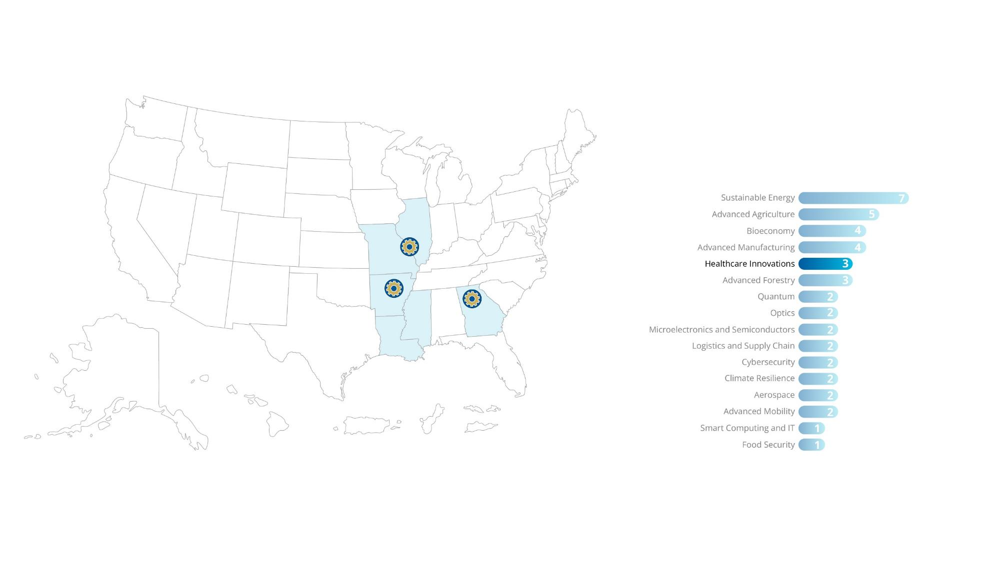 Sustainable Energy 7
Advanced Agriculture 5
Bioeconomy 4
Advanced Manufacturing 4
Healthcare Innovations 3
Advanced Forestry 3
Quantum 2
Optics 2
Microelectronics and Semiconductors 2
Logistics and Supply Chain 2
Cybersecurity 2
Climate Resilience 2
Aerospace 2
Advanced Mobility 2
Smart Computing and IT 1
Food Security 1